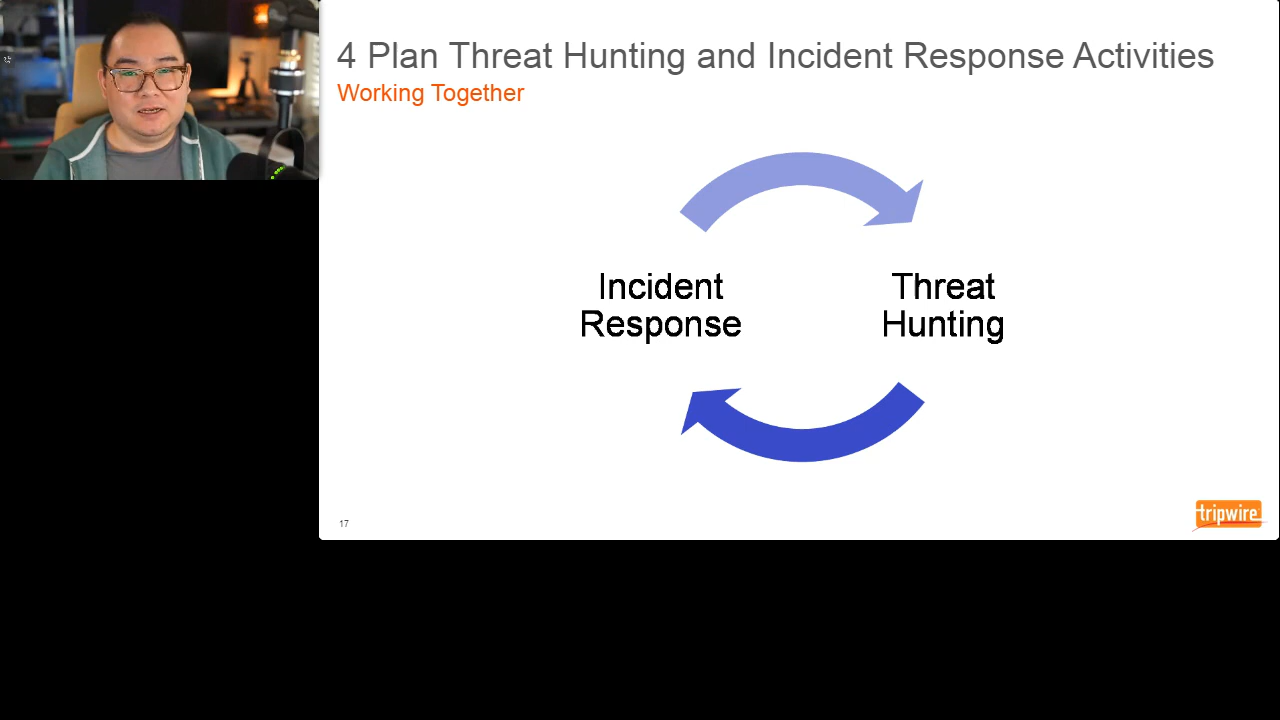 4 Plan Threat Hunting and Incident Response Activities
Working Together
Incident
Response
Threat
Hunting
17
tripwire